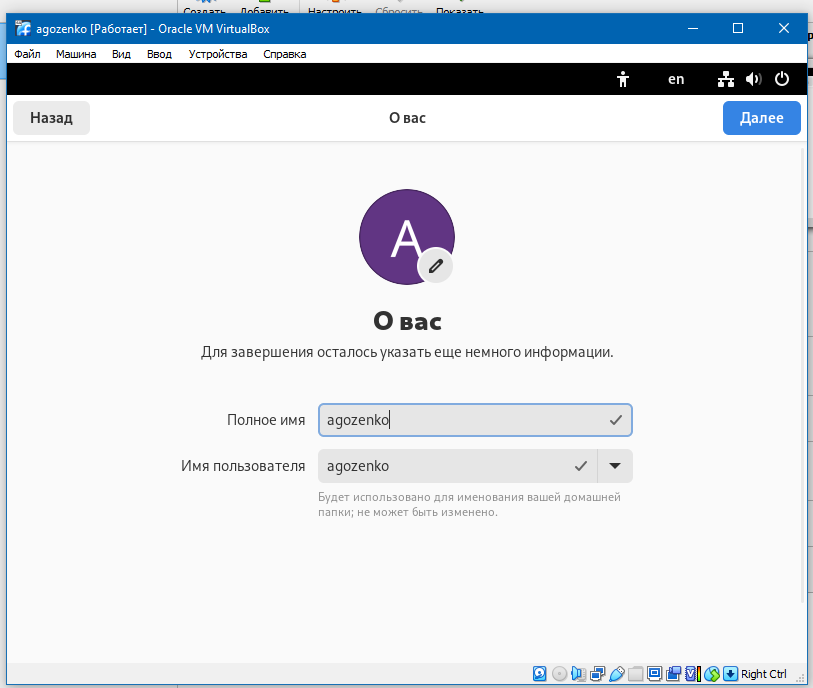 Создать Добавить Настроить Сбросить Показать
agozenko [Работает] - Oracle VM VirtualBox
Файл Машина Вид Ввод Устройства Справка
en
Назад О вас Далее
A
О вас
Для завершения осталось указать еще немного информации.
Полное имя agozenko
Имя пользователя agozenko
Будет использовано для именования вашей домашней
папки; не может быть изменено.
Right Ctrl